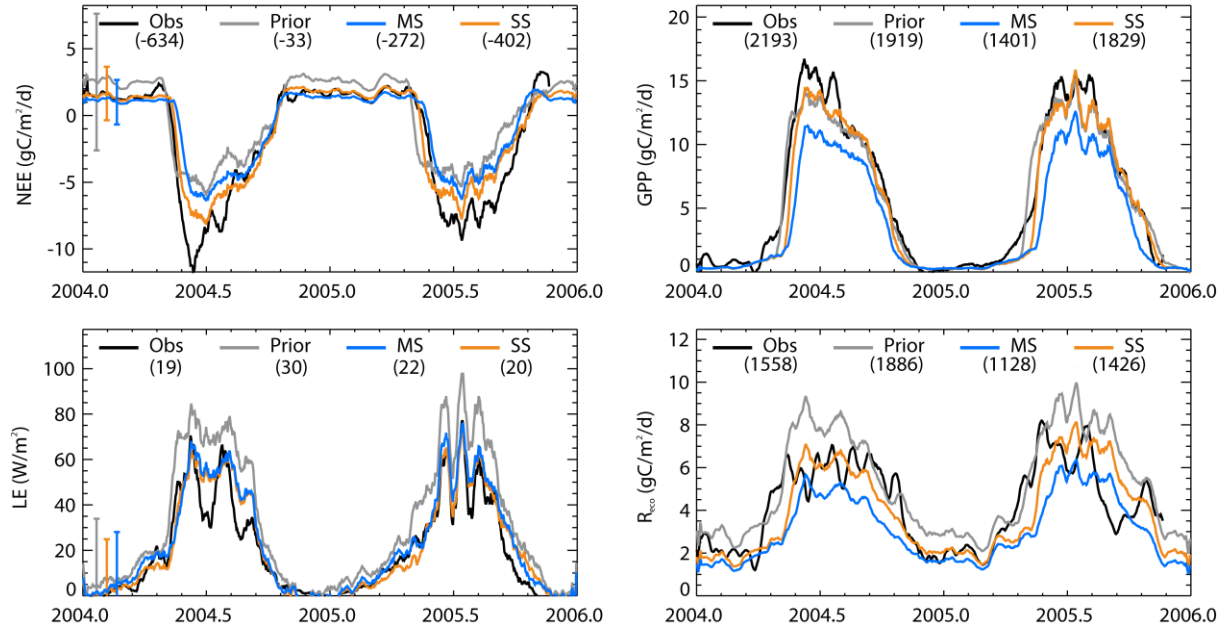 Obs Prior MS SS
(-634) (-33) (-272) (-402)
5
0
-5
-10
NEE (gC/m²/d)
2004.0 2004.5 2005.0 2005.5 2006.0
Obs Prior MS SS
(2193) (1919) (1401) (1829)
20
15
10
5
0
GPP (gC/m²/d)
2004.0 2004.5 2005.0 2005.5 2006.0
Obs Prior MS SS
(19) (30) (22) (20)
100
80
60
40
20
0
LE (W/m²)
2004.0 2004.5 2005.0 2005.5 2006.0
Obs Prior MS SS
(1558) (1886) (1128) (1426)
12
10
8
6
4
2
0
Reco (gC/m²/d)
2004.0 2004.5 2005.0 2005.5 2006.0